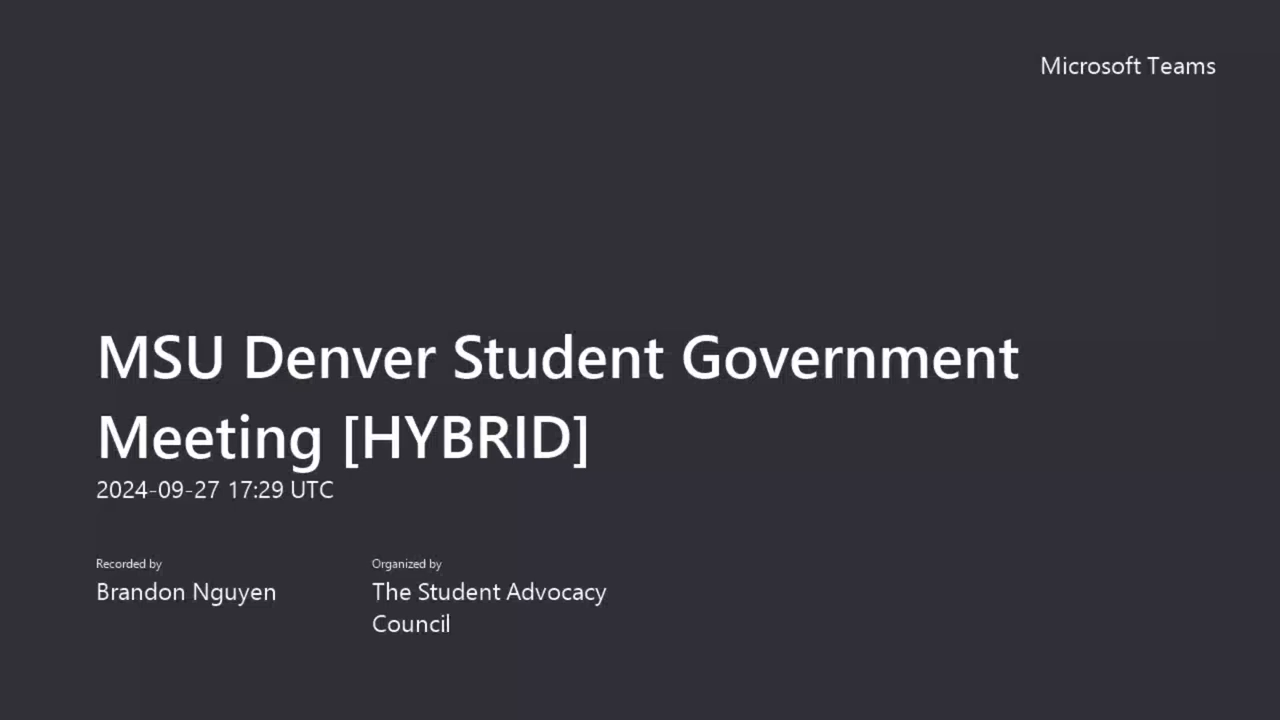 Microsoft Teams
MSU Denver Student Government
Meeting [HYBRID]
2024-09-27 17:29 UTC
Recorded by
Brandon Nguyen
Organized by
The Student Advocacy
Council